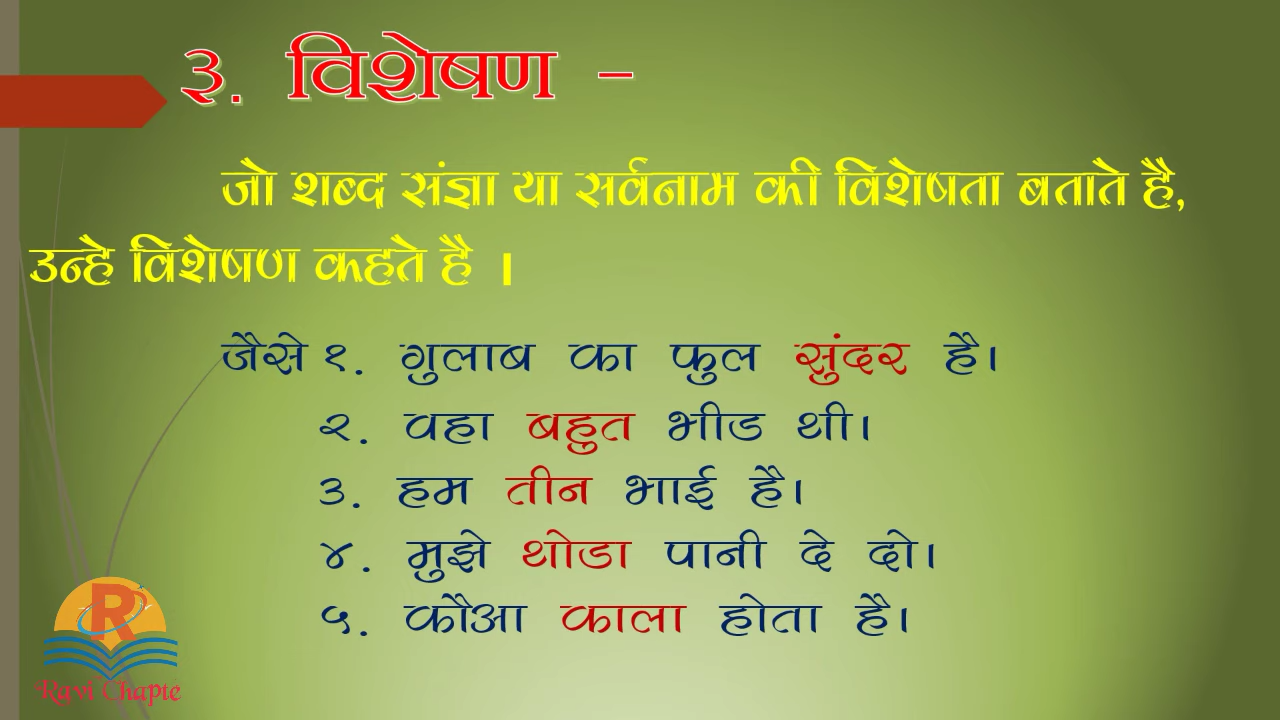 ३. विशेषण -
जो शब्द संज्ञा या सर्वनाम की विशेषता बताते है,
उन्हे विशेषण कहते है ।
जैसे १. गुलाब का फुल सुंदर है।
२. वहा बहुत भीड थी।
३. हम तीन भाई है।
४. मुझे थोडा पानी दे दो।
५. कौआ काला होता है।
R
Ravi Chapte